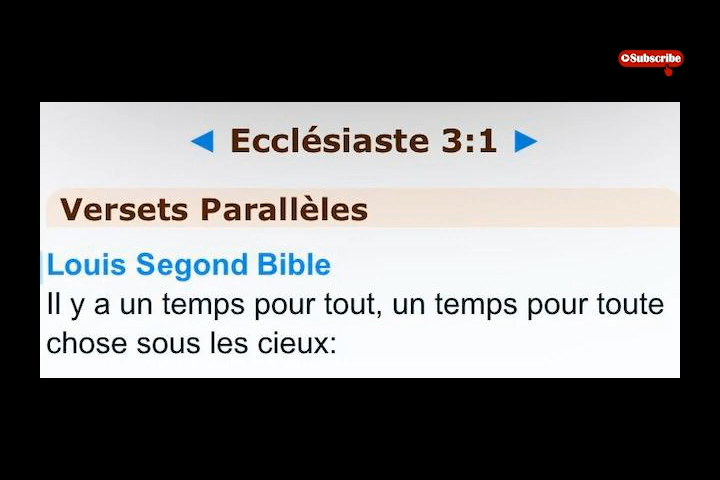 Subscribe
◄ Ecclésiaste 3:1 ►
Versets Parallèles
Louis Segond Bible
Il y a un temps pour tout, un temps pour toute
chose sous les cieux: